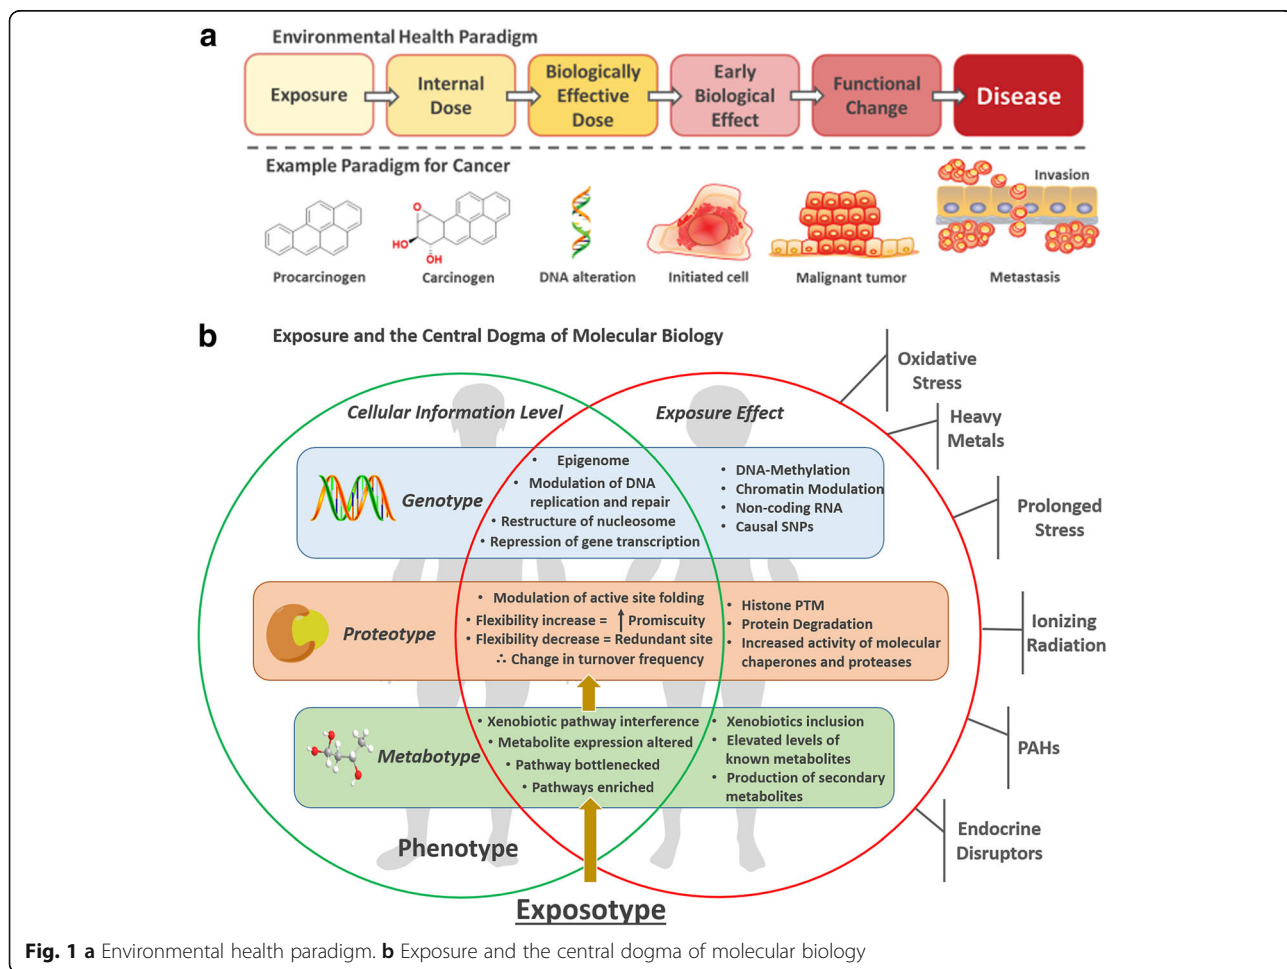 a
Environmental Health Paradigm
Exposure
Internal
Dose
Biologically
Effective
Dose
Early
Biological
Effect
Functional
Change
Disease
Example Paradigm for Cancer
O
HO
OH
Invasion
Procarcinogen
Carcinogen
DNA alteration
Initiated cell
Malignant tumor
Metastasis
b
Exposure and the Central Dogma of Molecular Biology
Cellular Information Level
Exposure Effect
Oxidative
Stress
Heavy
Metals
Prolonged
Stress
Ionizing
Radiation
PAHs
Endocrine
Disruptors
Genotype
• Epigenome
• Modulation of DNA
replication and repair
• Restructure of nucleosome
• Repression of gene transcription
• DNA-Methylation
• Chromatin Modulation
• Non-coding RNA
• Causal SNPs
Proteotype
• Modulation of active site folding
• Flexibility increase = ↑ Promiscuity
• Flexibility decrease = Redundant site
∴ Change in turnover frequency
• Histone PTM
• Protein Degradation
• Increased activity of molecular
chaperones and proteases
Metabotype
• Xenobiotic pathway interference
• Metabolite expression altered
• Pathway bottlenecked
• Pathways enriched
• Xenobiotics inclusion
• Elevated levels of
known metabolites
• Production of secondary
metabolites
Phenotype
Exposotype
Fig. 1 a Environmental health paradigm. b Exposure and the central dogma of molecular biology